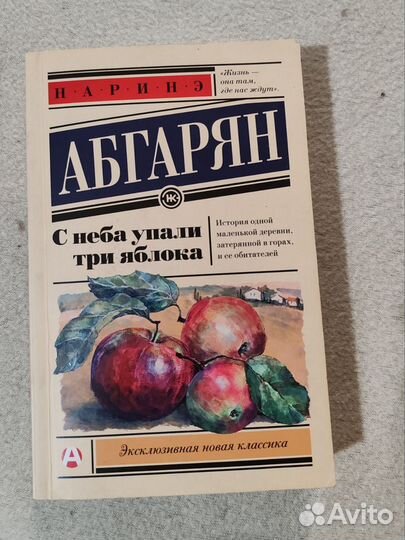 Н·А·Р·И·Н·Э
«Жизнь —
она там,
где нас ждут».
АБГАРЯН
ЭК
С неба упали
три яблока
История одной
маленькой деревни,
затерянной в горах,
и ее обитателей
А
Эксклюзивная новая классика
Avito